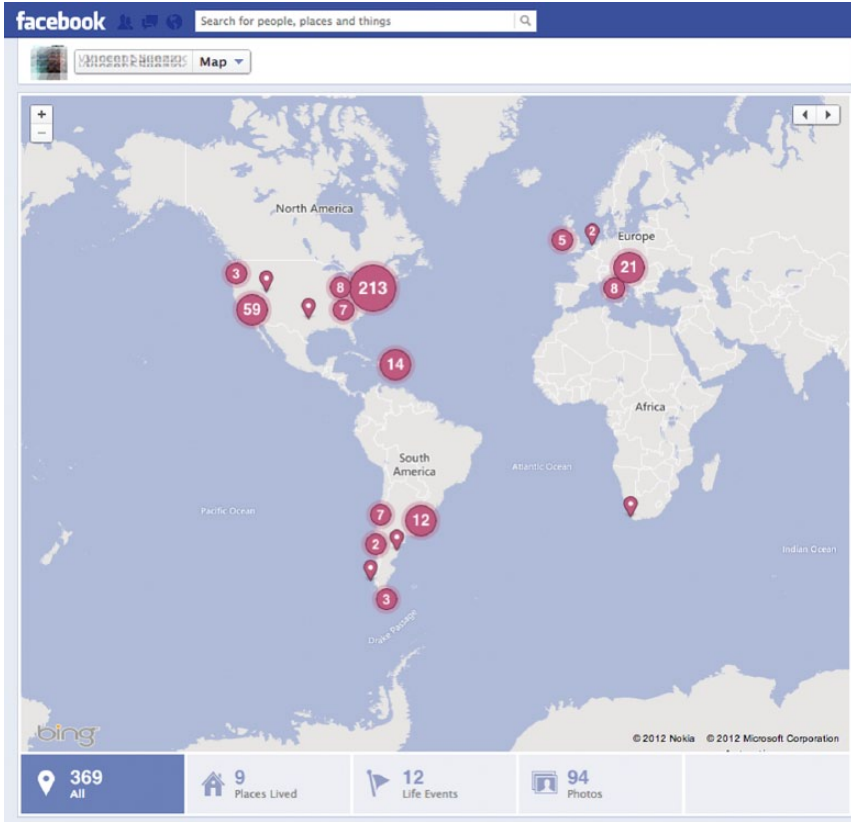 facebook
Search for people, places and things
Map
+
−
North America
Europe
3
5
2
21
8
213
8
59
7
14
Africa
South
America
Atlantic Ocean
Pacific Ocean
7
12
2
Indian Ocean
3
Drake Passage
bing
© 2012 Nokia © 2012 Microsoft Corporation
369
All
9
Places Lived
12
Life Events
94
Photos